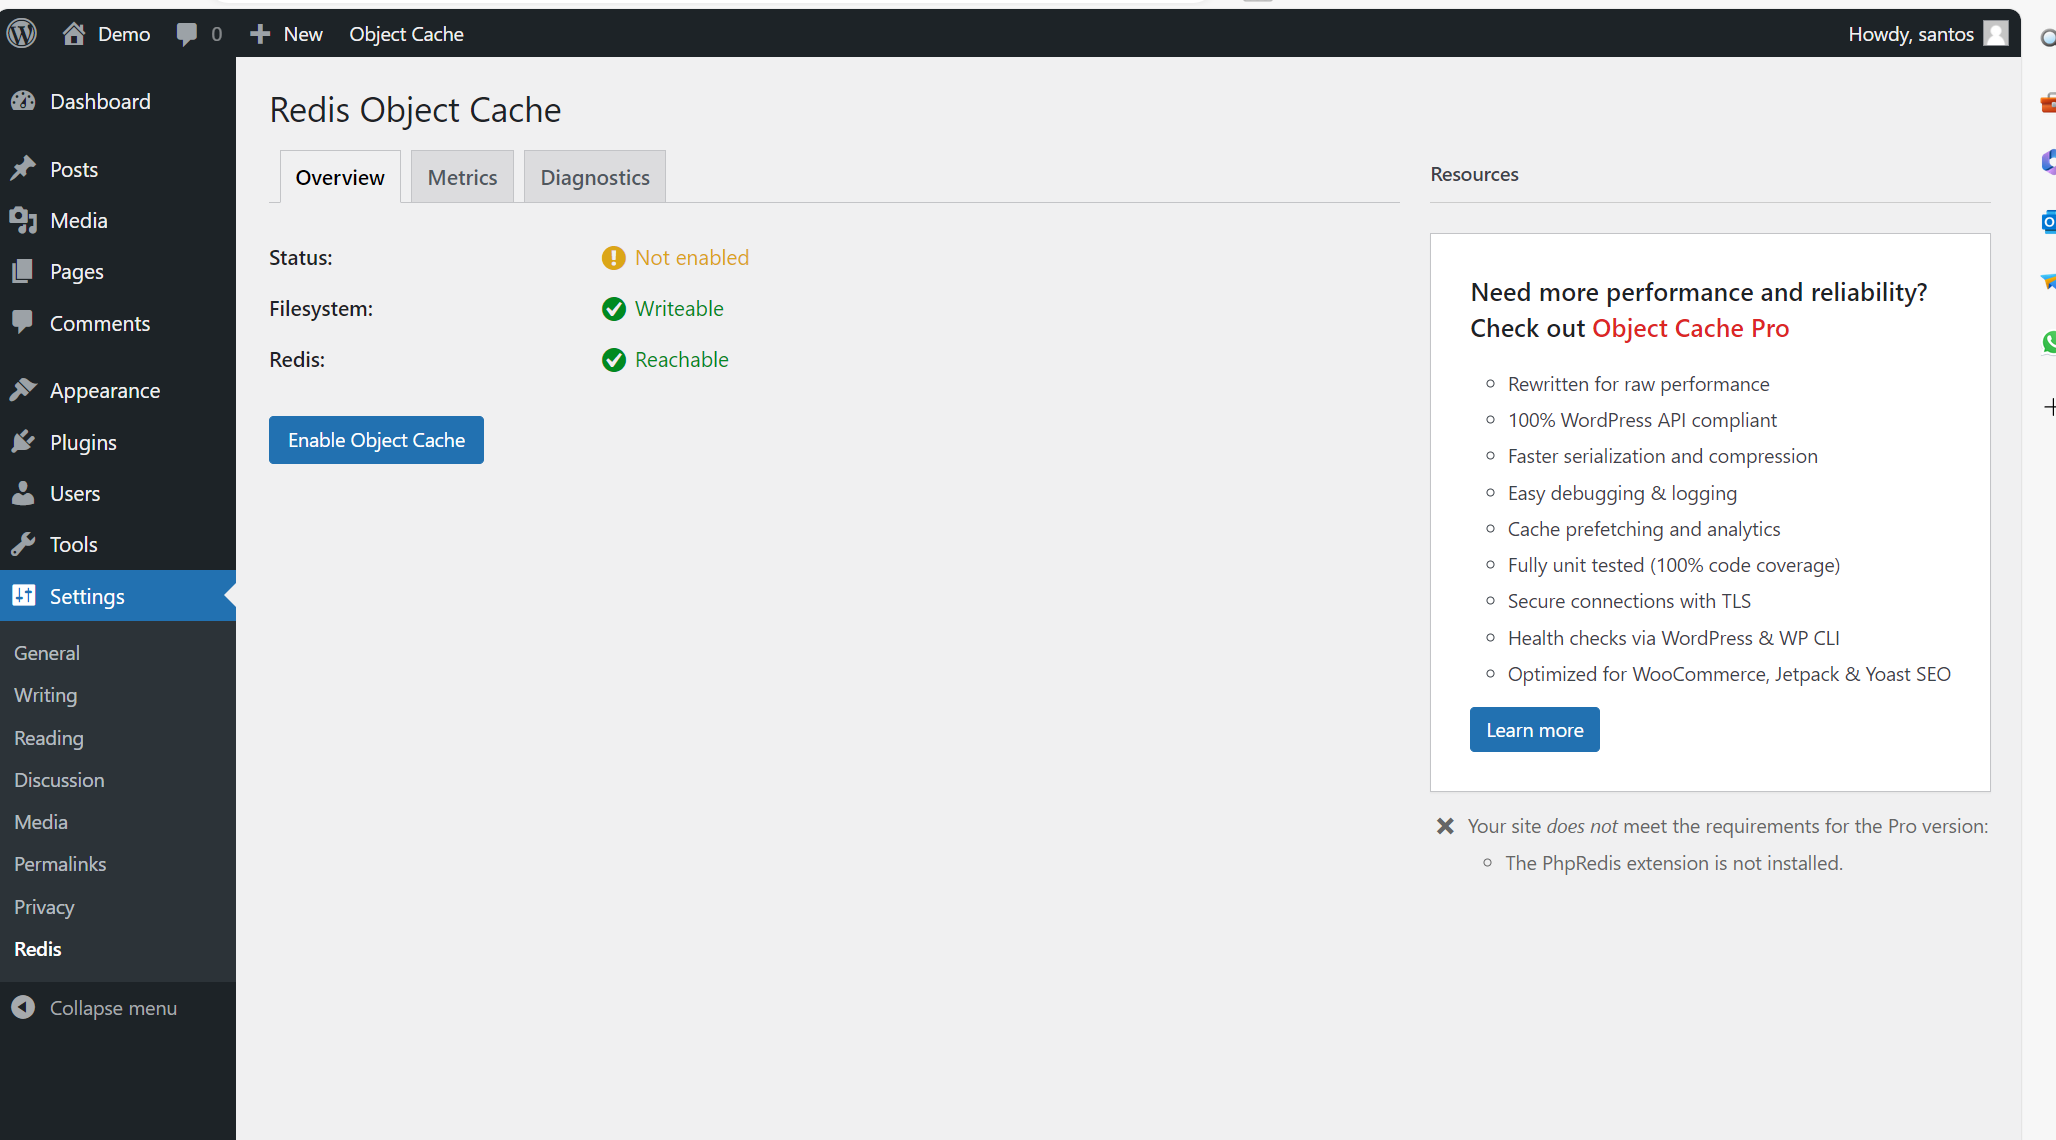 Demo 0 New Object Cache Howdy, santos
Dashboard
Posts
Media
Pages
Comments
Appearance
Plugins
Users
Tools
Settings
General
Writing
Reading
Discussion
Media
Permalinks
Privacy
Redis
Collapse menu
Redis Object Cache
Overview Metrics Diagnostics
Status: Not enabled
Filesystem: Writeable
Redis: Reachable
Enable Object Cache
Resources
Need more performance and reliability?
Check out Object Cache Pro
Rewritten for raw performance
100% WordPress API compliant
Faster serialization and compression
Easy debugging & logging
Cache prefetching and analytics
Fully unit tested (100% code coverage)
Secure connections with TLS
Health checks via WordPress & WP CLI
Optimized for WooCommerce, Jetpack & Yoast SEO
Learn more
Your site does not meet the requirements for the Pro version:
The PhpRedis extension is not installed.